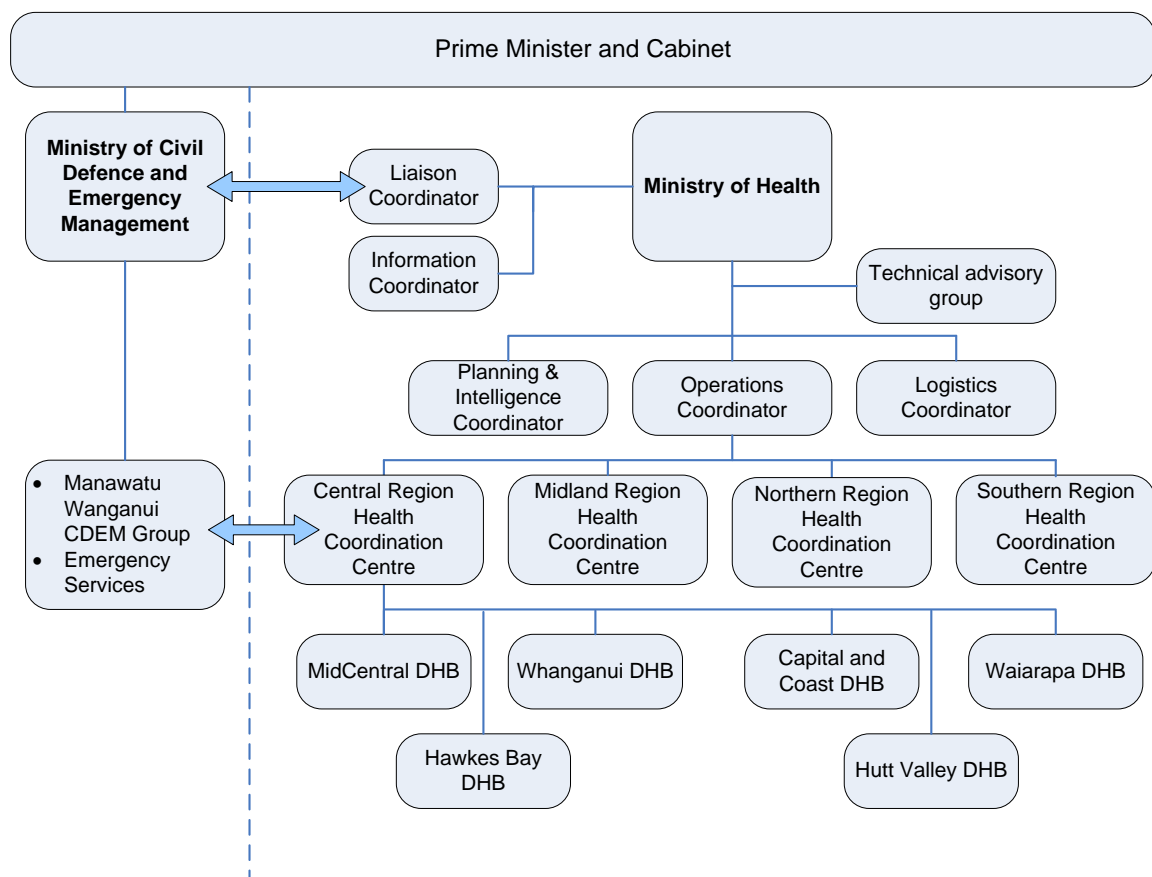 Prime Minister and Cabinet
Ministry of Civil
Defence and
Emergency
Management
Liaison
Coordinator
Ministry of Health
Information
Coordinator
Technical advisory
group
Planning &
Intelligence
Coordinator
Operations
Coordinator
Logistics
Coordinator
• Manawatu
Wanganui
CDEM Group
• Emergency
Services
Central Region
Health
Coordination
Centre
Midland Region
Health
Coordination
Centre
Northern Region
Health
Coordination
Centre
Southern Region
Health
Coordination
Centre
MidCentral DHB
Whanganui DHB
Capital and
Coast DHB
Waiarapa DHB
Hawkes Bay
DHB
Hutt Valley DHB